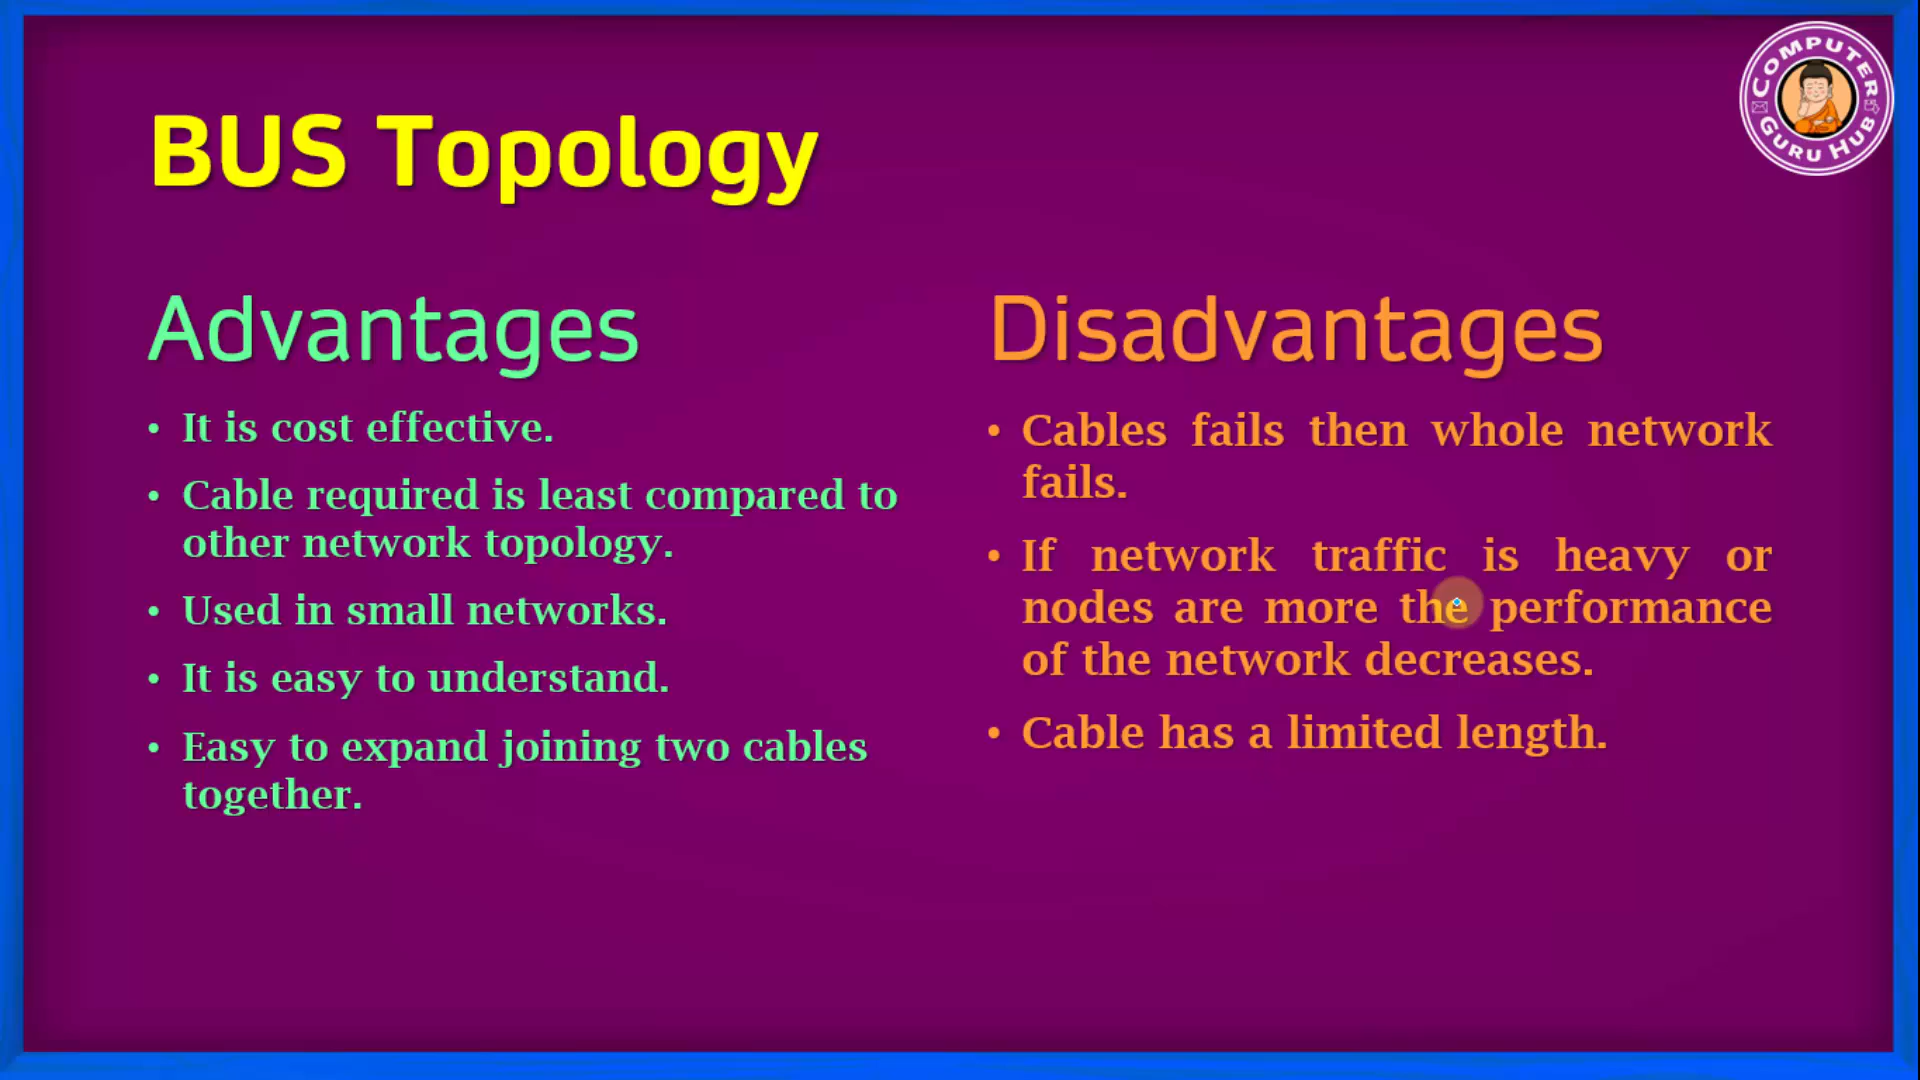 COMPUTER
GURU HUB
BUS Topology
Advantages
• It is cost effective.
• Cable required is least compared to
other network topology.
• Used in small networks.
• It is easy to understand.
• Easy to expand joining two cables
together.
Disadvantages
• Cables fails then whole network
fails.
• If network traffic is heavy or
nodes are more the performance
of the network decreases.
• Cable has a limited length.